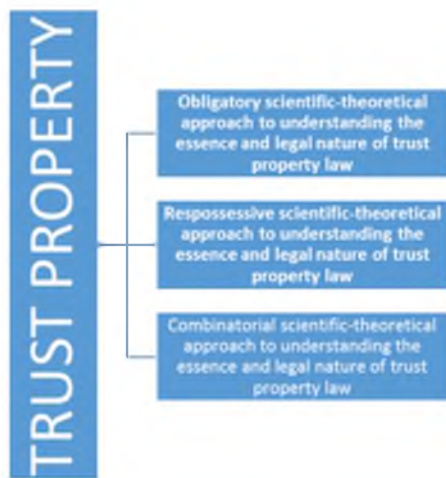 TRUST PROPERTY
Obligatory scientific-theoretical
approach to understanding the
essence and legal nature of trust
property law
Respossessive scientific-theoretical
approach to understanding the
essence and legal nature of trust
property law
Combinatorial scientific-theoretical
approach to understanding the
essence and legal nature of trust
property law